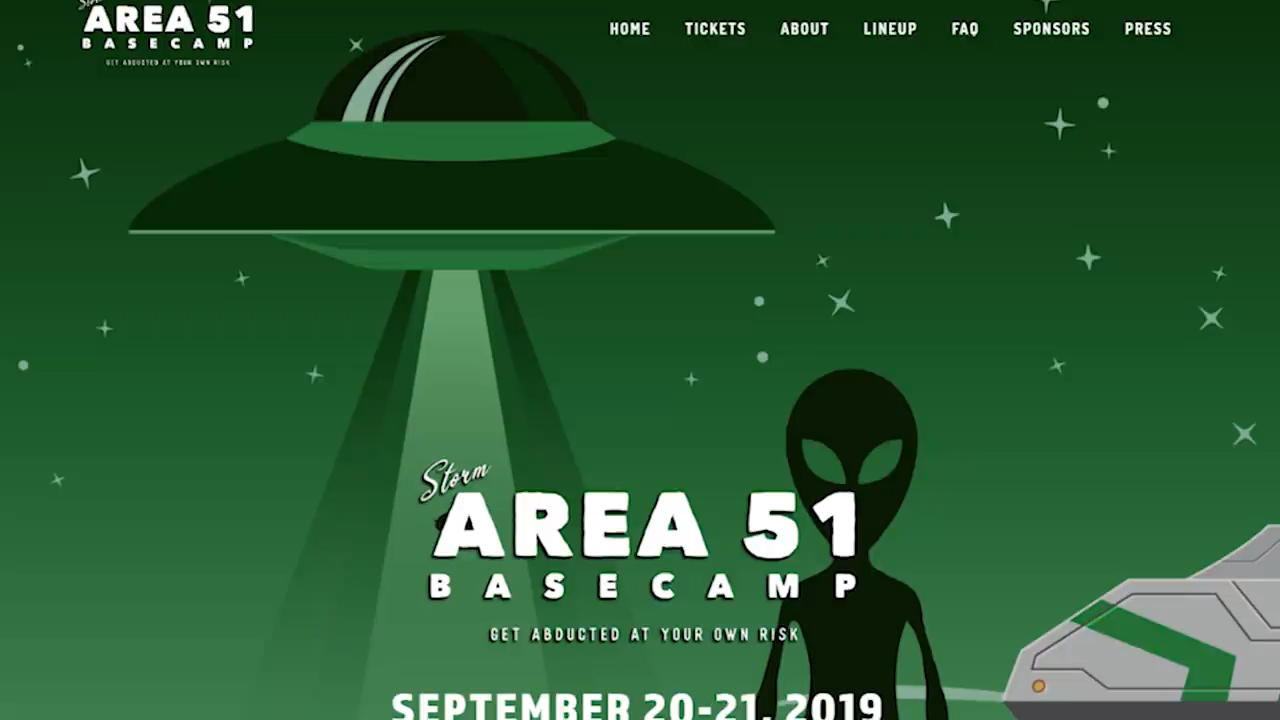 Storm
AREA 51
BASECAMP
GET ABDUCTED AT YOUR OWN RISK
HOME TICKETS ABOUT LINEUP FAQ SPONSORS PRESS
Storm
AREA 51
BASECAMP
GET ABDUCTED AT YOUR OWN RISK
SEPTEMBER 20-21, 2019